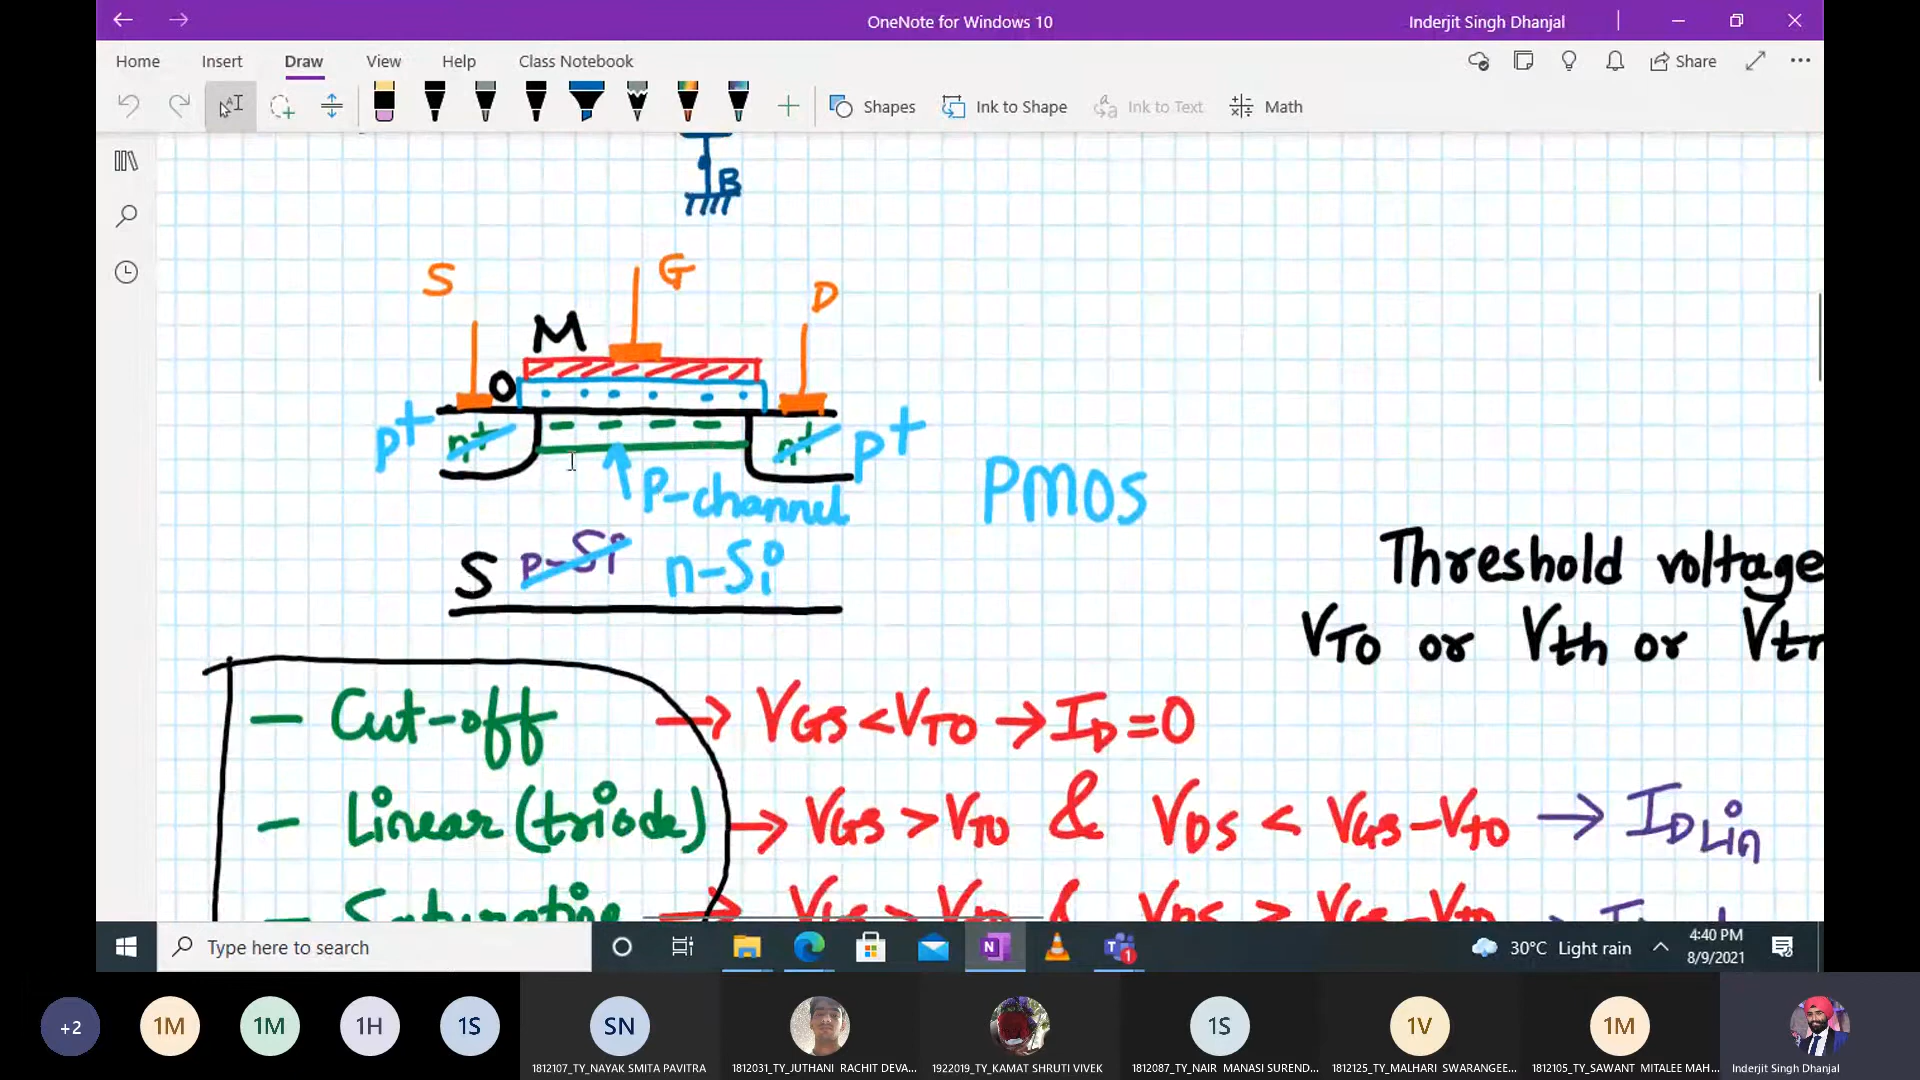 OneNote for Windows 10
Inderjit Singh Dhanjal
Home Insert Draw View Help Class Notebook
Share
Shapes Ink to Shape Ink to Text Math
B
S G D
M
O
p+ n+ n+ p+
P-channel
PMOS
S p-Si n-Si
Threshold voltage
VTO or Vth or Vtr
- Cut-off → VGS < VTO → ID = 0
- Linear (triode) → VGS > VTO & VDS < VGS - VTO → ID Lin
Type here to search
30°C Light rain
4:40 PM
8/9/2021
1
+2 1M 1M 1H 1S SN 1S 1V 1M
1812107_TY_NAYAK SMITA PAVITRA
1812031_TY_JUTHANI RACHIT DEVA...
1922019_TY_KAMAT SHRUTI VIVEK
1812087_TY_NAIR MANASI SUREND...
1812125_TY_MALHARI SWARANGEE...
1812105_TY_SAWANT MITALEE MAH...
Inderjit Singh Dhanjal